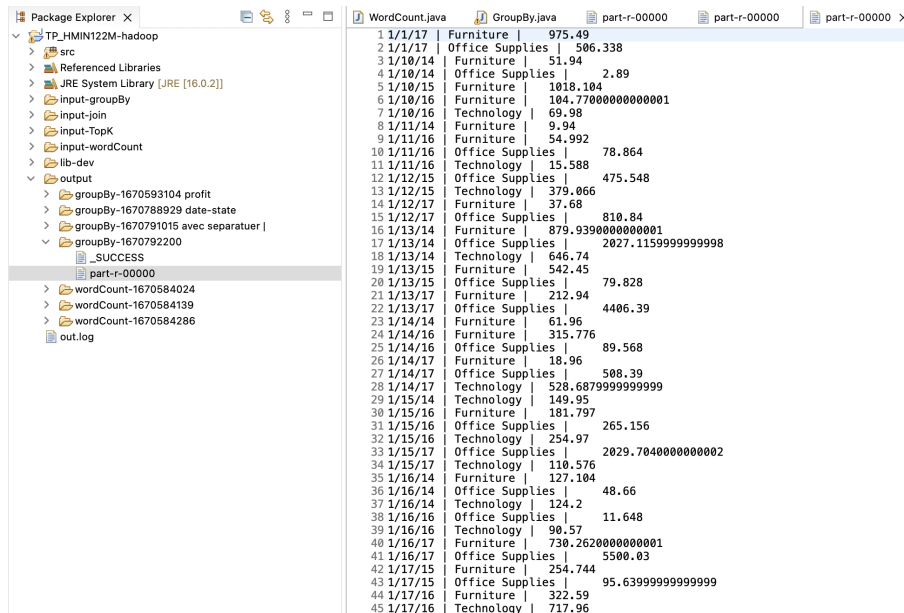 Package Explorer
TP_HMIN122M-hadoop
src
Referenced Libraries
JRE System Library [JRE [16.0.2]]
input-groupBy
input-join
input-TopK
input-wordCount
lib-dev
output
groupBy-1670593104 profit
groupBy-1670788929 date-state
groupBy-1670791015 avec separatuer |
groupBy-1670792200
_SUCCESS
part-r-00000
wordCount-1670584024
wordCount-1670584139
wordCount-1670584286
out.log
WordCount.java GroupBy.java part-r-00000 part-r-00000 part-r-00000
1 1/1/17 | Furniture | 975.49
2 1/1/17 | Office Supplies | 506.338
3 1/10/14 | Furniture | 51.94
4 1/10/14 | Office Supplies | 2.89
5 1/10/15 | Furniture | 1018.104
6 1/10/16 | Furniture | 104.77000000000001
7 1/10/16 | Technology | 69.98
8 1/11/14 | Furniture | 9.94
9 1/11/16 | Furniture | 54.992
10 1/11/16 | Office Supplies | 78.864
11 1/11/16 | Technology | 15.588
12 1/12/15 | Office Supplies | 475.548
13 1/12/15 | Technology | 379.066
14 1/12/17 | Furniture | 37.68
15 1/12/17 | Office Supplies | 810.84
16 1/13/14 | Furniture | 879.9390000000001
17 1/13/14 | Office Supplies | 2027.1159999999998
18 1/13/14 | Technology | 646.74
19 1/13/15 | Furniture | 542.45
20 1/13/15 | Office Supplies | 79.828
21 1/13/17 | Furniture | 212.94
22 1/13/17 | Office Supplies | 4406.39
23 1/14/14 | Furniture | 61.96
24 1/14/16 | Furniture | 315.776
25 1/14/16 | Office Supplies | 89.568
26 1/14/17 | Furniture | 18.96
27 1/14/17 | Office Supplies | 508.39
28 1/14/17 | Technology | 528.6879999999999
29 1/15/14 | Technology | 149.95
30 1/15/16 | Furniture | 181.797
31 1/15/16 | Office Supplies | 265.156
32 1/15/16 | Technology | 254.97
33 1/15/17 | Office Supplies | 2029.7040000000002
34 1/15/17 | Technology | 110.576
35 1/16/14 | Furniture | 127.104
36 1/16/14 | Office Supplies | 48.66
37 1/16/14 | Technology | 124.2
38 1/16/16 | Office Supplies | 11.648
39 1/16/16 | Technology | 90.57
40 1/16/17 | Furniture | 730.2620000000001
41 1/16/17 | Office Supplies | 5500.03
42 1/17/15 | Furniture | 254.744
43 1/17/15 | Office Supplies | 95.63999999999999
44 1/17/16 | Furniture | 322.59
45 1/17/16 | Technology | 717.96